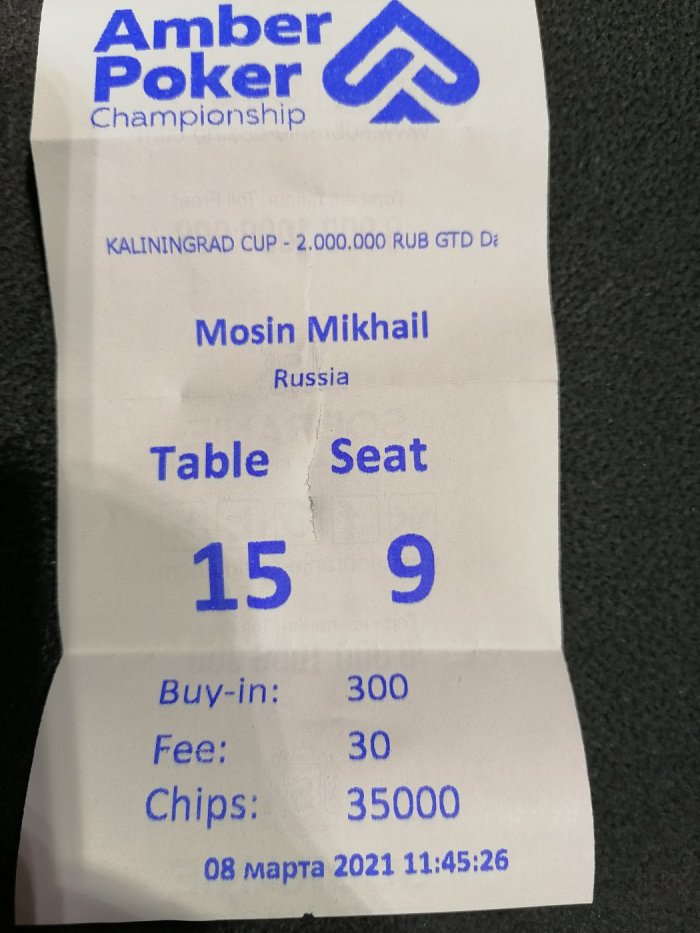 Amber
Poker
Championship
KALININGRAD CUP - 2.000.000 RUB GTD Da
Mosin Mikhail
Russia
Table Seat
15 9
Buy-in: 300
Fee: 30
Chips: 35000
08 марта 2021 11:45:26